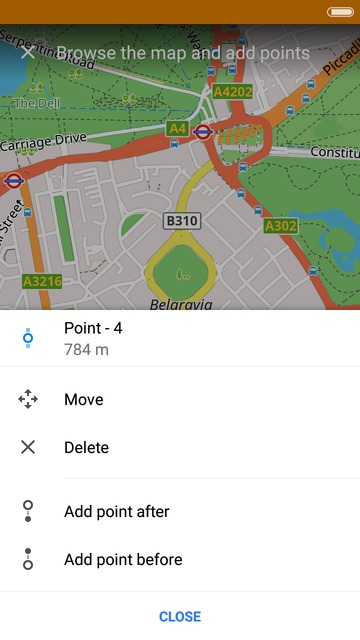 Serpentine Road
Browse the map and add points
Piccad
A4202
The Dell
A4
Carriage Drive
Constitu
B310
A302
Street
A3216
Belgravia
Point - 4
784 m
Move
Delete
Add point after
Add point before
CLOSE